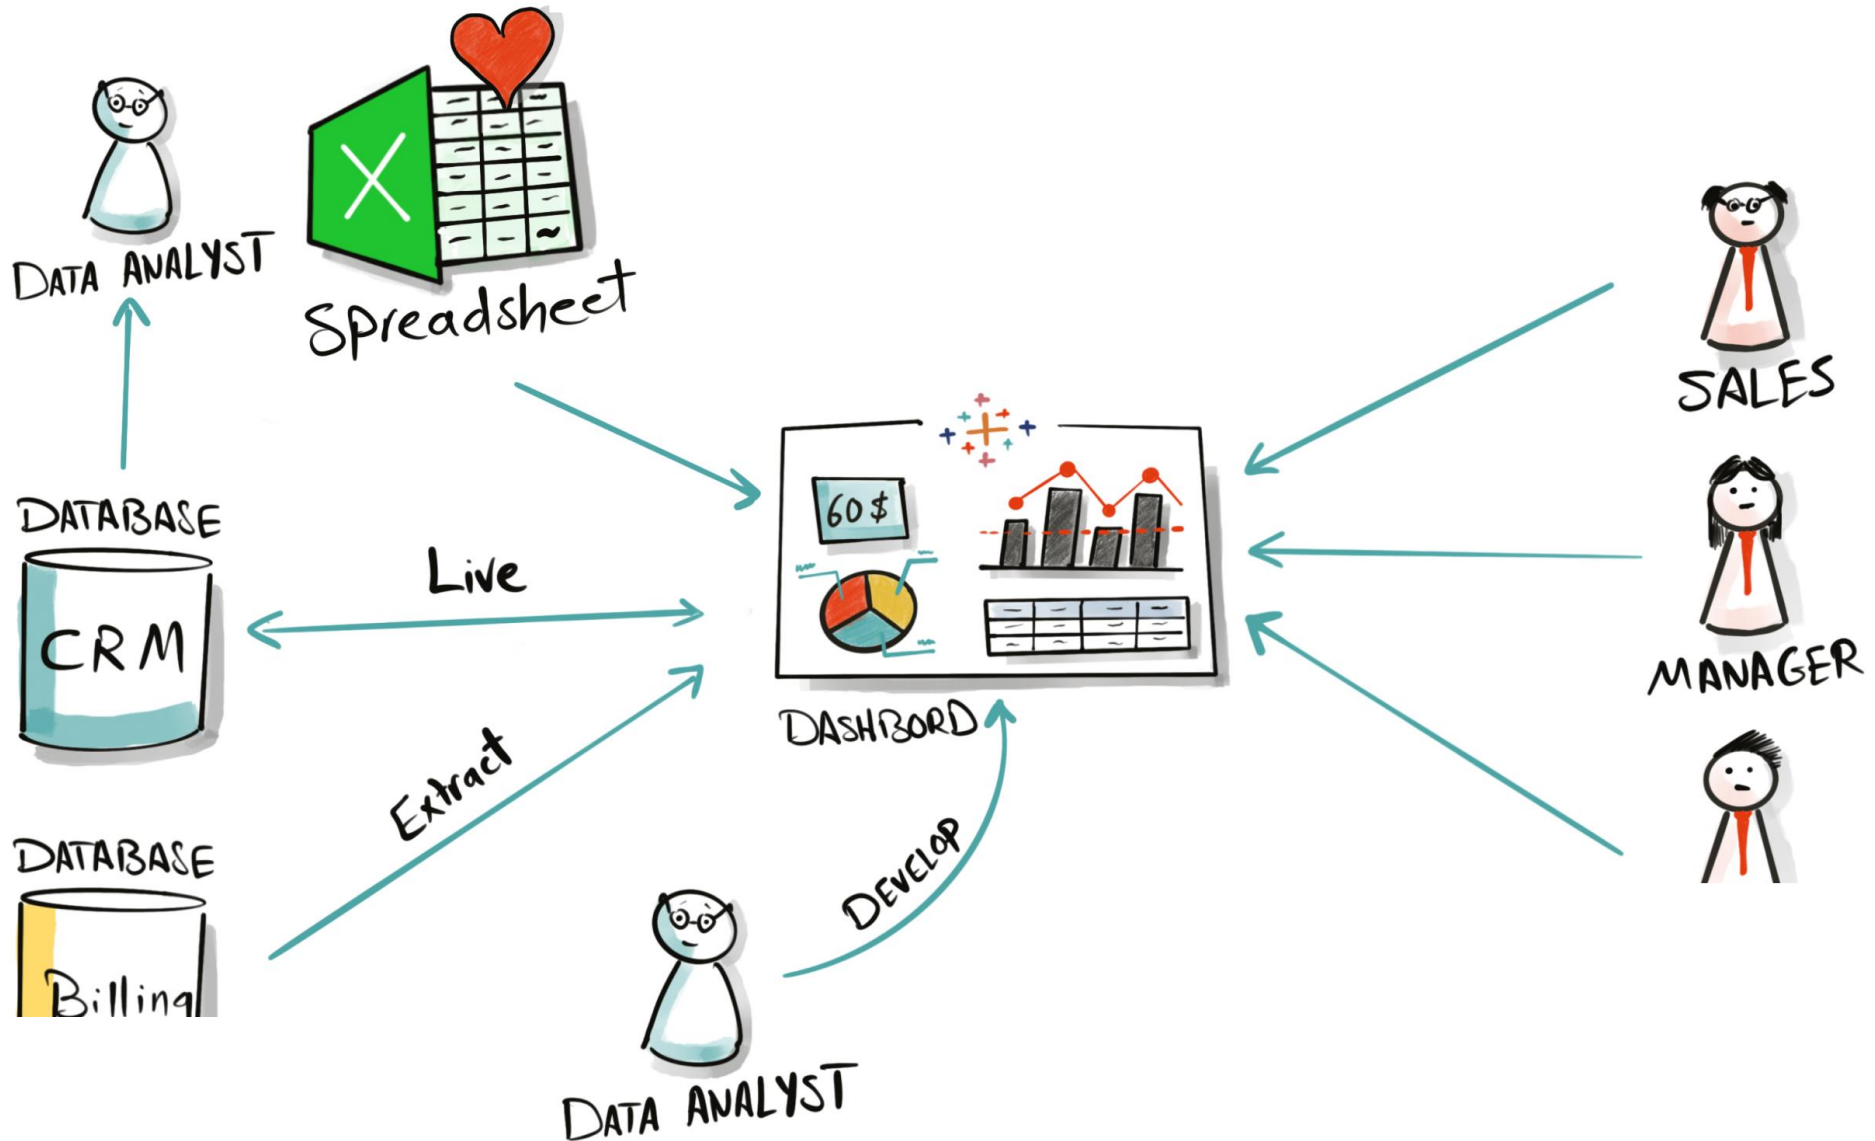 DATA ANALYST
X
Spreadsheet
SALES
DATABASE
CRM
Live
60$
MANAGER
DASHBORD
Extract
DATABASE
Billing
DEVELOP
DATA ANALYST